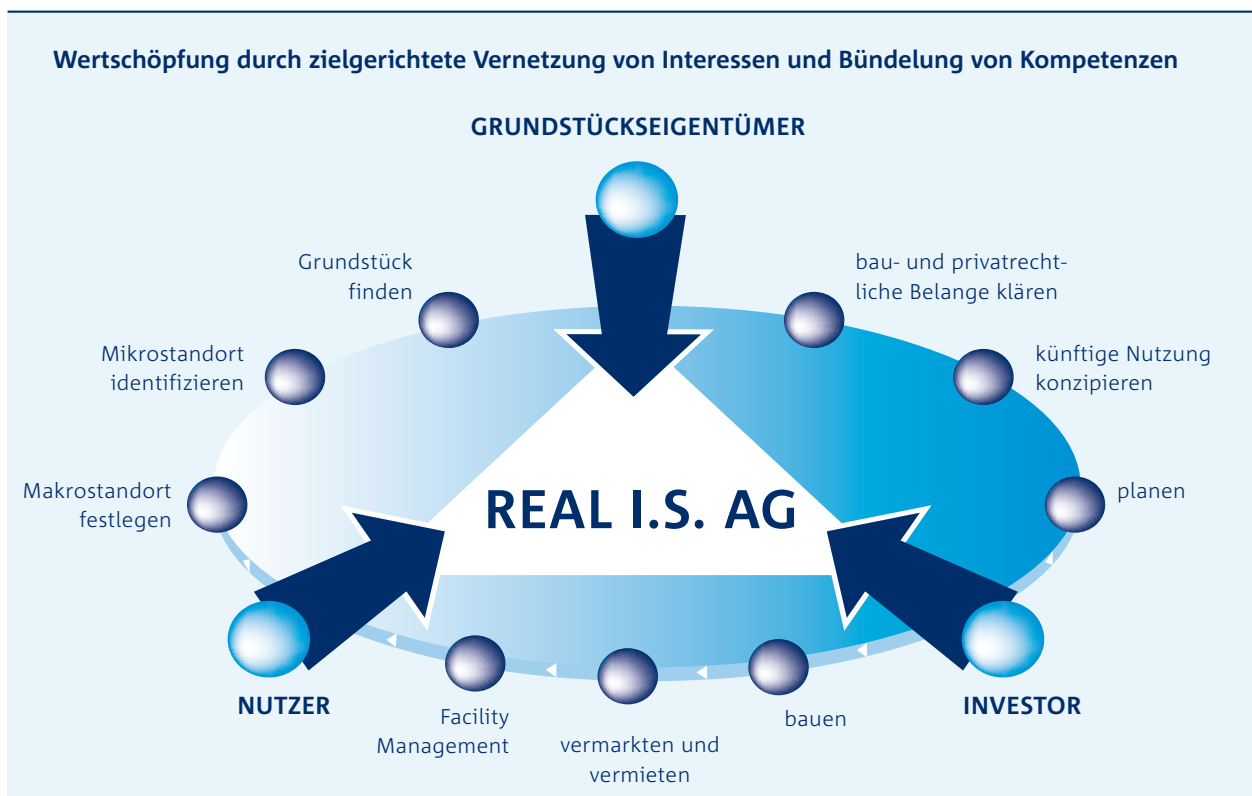 Wertschöpfung durch zielgerichtete Vernetzung von Interessen und Bündelung von Kompetenzen
GRUNDSTÜCKSEIGENTÜMER
Grundstück
finden
bau- und privatrecht-
liche Belange klären
Mikrostandort
identifizieren
künftige Nutzung
konzipieren
Makrostandort
festlegen
REAL I.S. AG
planen
NUTZER
Facility
Management
vermarkten und
vermieten
bauen
INVESTOR